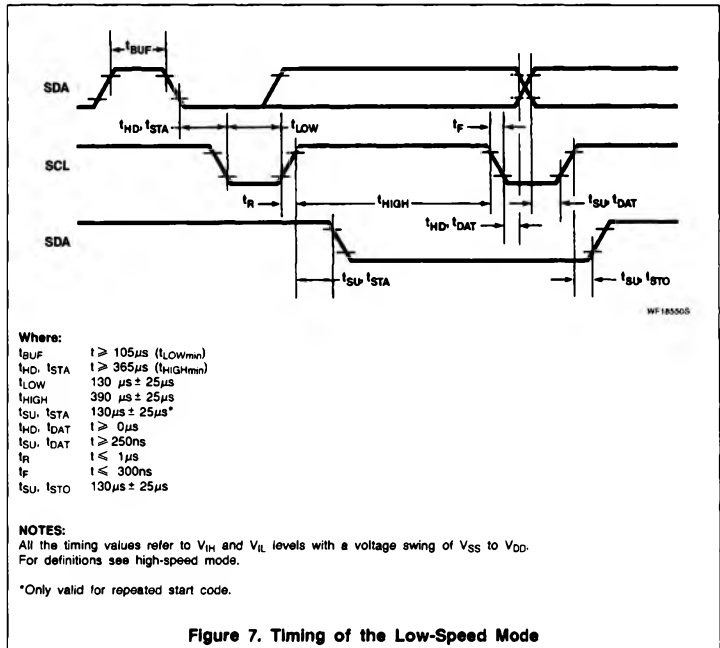 tBUF
SDA
tHD, tSTA
tLOW
tF
SCL
tR
tHIGH
tSU, tDAT
tHD, tDAT
SDA
tSU, tSTA
tSU, tSTO
WF18550S
Where:
tBUF t ⩾ 105µs (tLOWmin)
tHD, tSTA t ⩾ 365µs (tHIGHmin)
tLOW 130 µs ± 25µs
tHIGH 390 µs ± 25µs
tSU, tSTA 130µs ± 25µs*
tHD, tDAT t ⩾ 0µs
tSU, tDAT t ⩾ 250ns
tR t ⩽ 1µs
tF t ⩽ 300ns
tSU, tSTO 130µs ± 25µs
NOTES:
All the timing values refer to VIH and VIL levels with a voltage swing of VSS to VDD.
For definitions see high-speed mode.
*Only valid for repeated start code.
Figure 7. Timing of the Low-Speed Mode